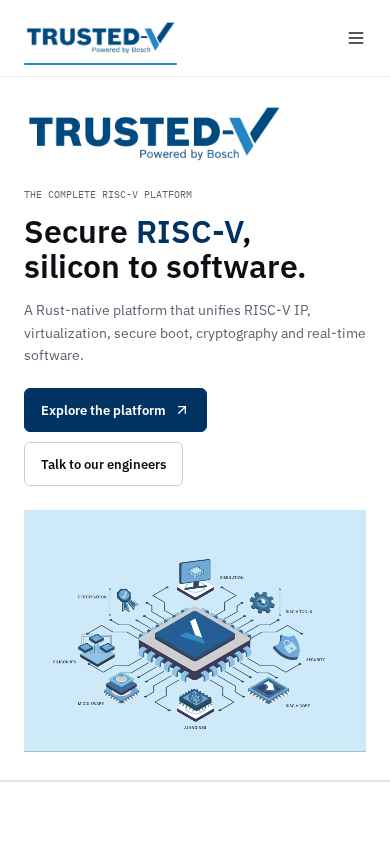 TRUSTED-V
Powered by Bosch
TRUSTED-V
Powered by Bosch
THE COMPLETE RISC-V PLATFORM
Secure RISC-V,
silicon to software.
A Rust-native platform that unifies RISC-V IP,
virtualization, secure boot, cryptography and real-time
software.
Explore the platform
Talk to our engineers
SECURITY
MIDDLEWARE